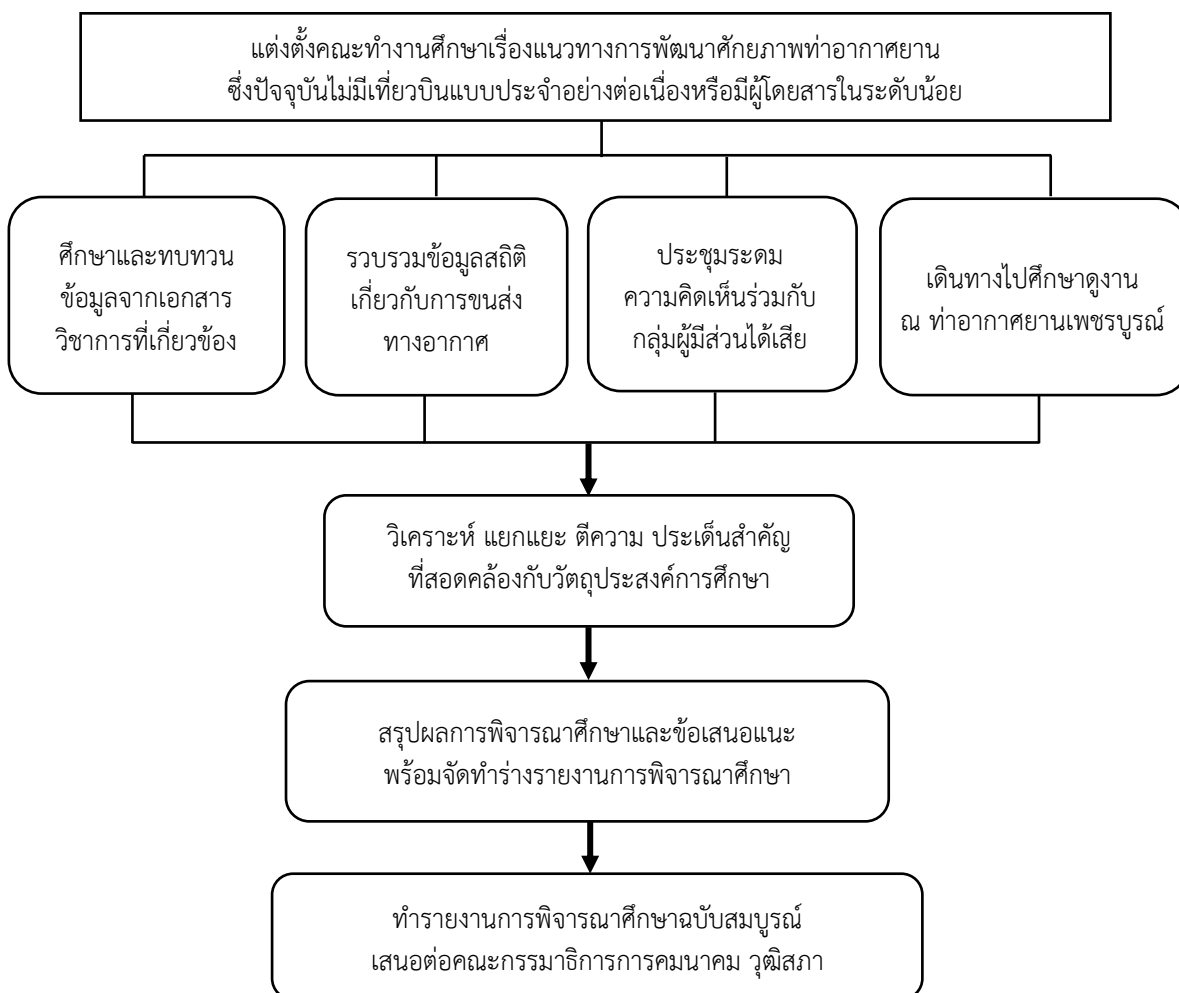 แต่งตั้งคณะทำงานศึกษาเรื่องแนวทางการพัฒนาศักยภาพท่าอากาศยาน
ซึ่งปัจจุบันไม่มีเที่ยวบินแบบประจำอย่างต่อเนื่องหรือมีผู้โดยสารในระดับน้อย
ศึกษาและทบทวน
ข้อมูลจากเอกสาร
วิชาการที่เกี่ยวข้อง
รวบรวมข้อมูลสถิติ
เกี่ยวกับการขนส่ง
ทางอากาศ
ประชุมระดม
ความคิดเห็นร่วมกับ
กลุ่มผู้มีส่วนได้เสีย
เดินทางไปศึกษาดูงาน
ณ ท่าอากาศยานเพชรบูรณ์
วิเคราะห์ แยกแยะ ตีความ ประเด็นสำคัญ
ที่สอดคล้องกับวัตถุประสงค์การศึกษา
สรุปผลการพิจารณาศึกษาและข้อเสนอแนะ
พร้อมจัดทำร่างรายงานการพิจารณาศึกษา
ทำรายงานการพิจารณาศึกษาฉบับสมบูรณ์
เสนอต่อคณะกรรมาธิการการคมนาคม วุฒิสภา